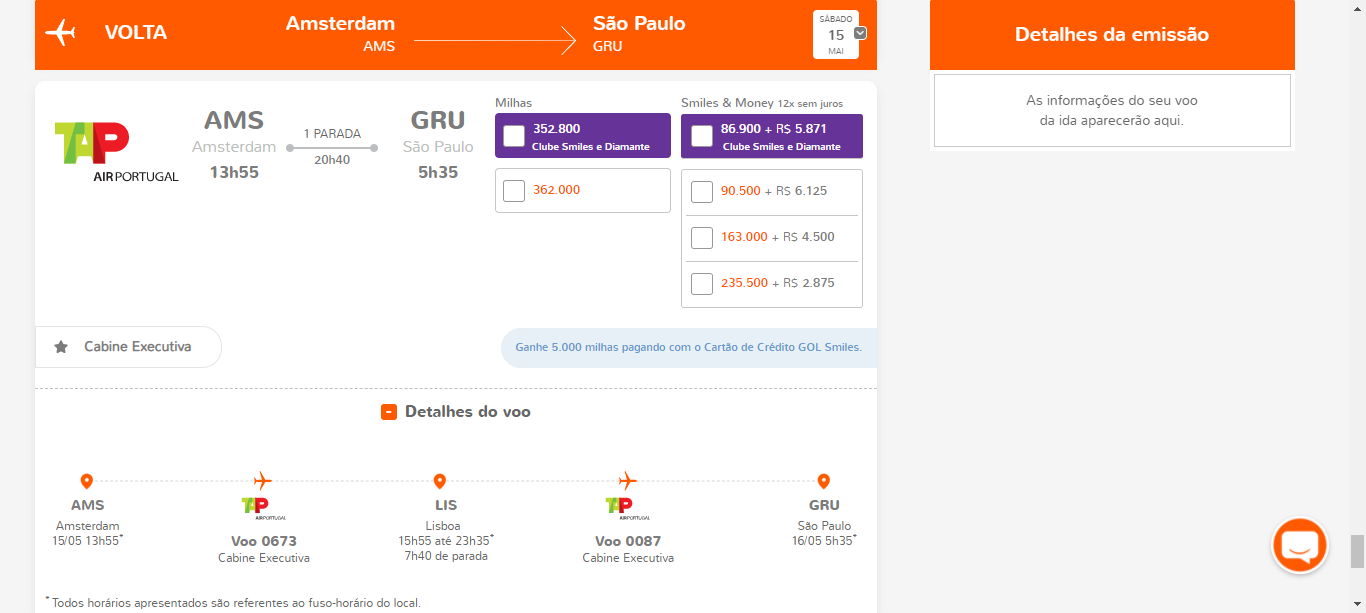 VOLTA
Amsterdam
AMS
São Paulo
GRU
SÁBADO
15
MAI
Detalhes da emissão
As informações do seu voo
da ida aparecerão aqui.
TAP
AIRPORTUGAL
AMS
Amsterdam
13h55
1 PARADA
20h40
GRU
São Paulo
5h35
Milhas
352.800
Clube Smiles e Diamante
362.000
Smiles & Money 12x sem juros
86.900 + R$ 5.871
Clube Smiles e Diamante
90.500 + R$ 6.125
163.000 + R$ 4.500
235.500 + R$ 2.875
Cabine Executiva
Ganhe 5.000 milhas pagando com o Cartão de Crédito GOL Smiles.
Detalhes do voo
AMS
Amsterdam
15/05 13h55*
TAP
AIRPORTUGAL
Voo 0673
Cabine Executiva
LIS
Lisboa
15h55 até 23h35*
7h40 de parada
TAP
AIRPORTUGAL
Voo 0087
Cabine Executiva
GRU
São Paulo
16/05 5h35*
* Todos horários apresentados são referentes ao fuso-horário do local.